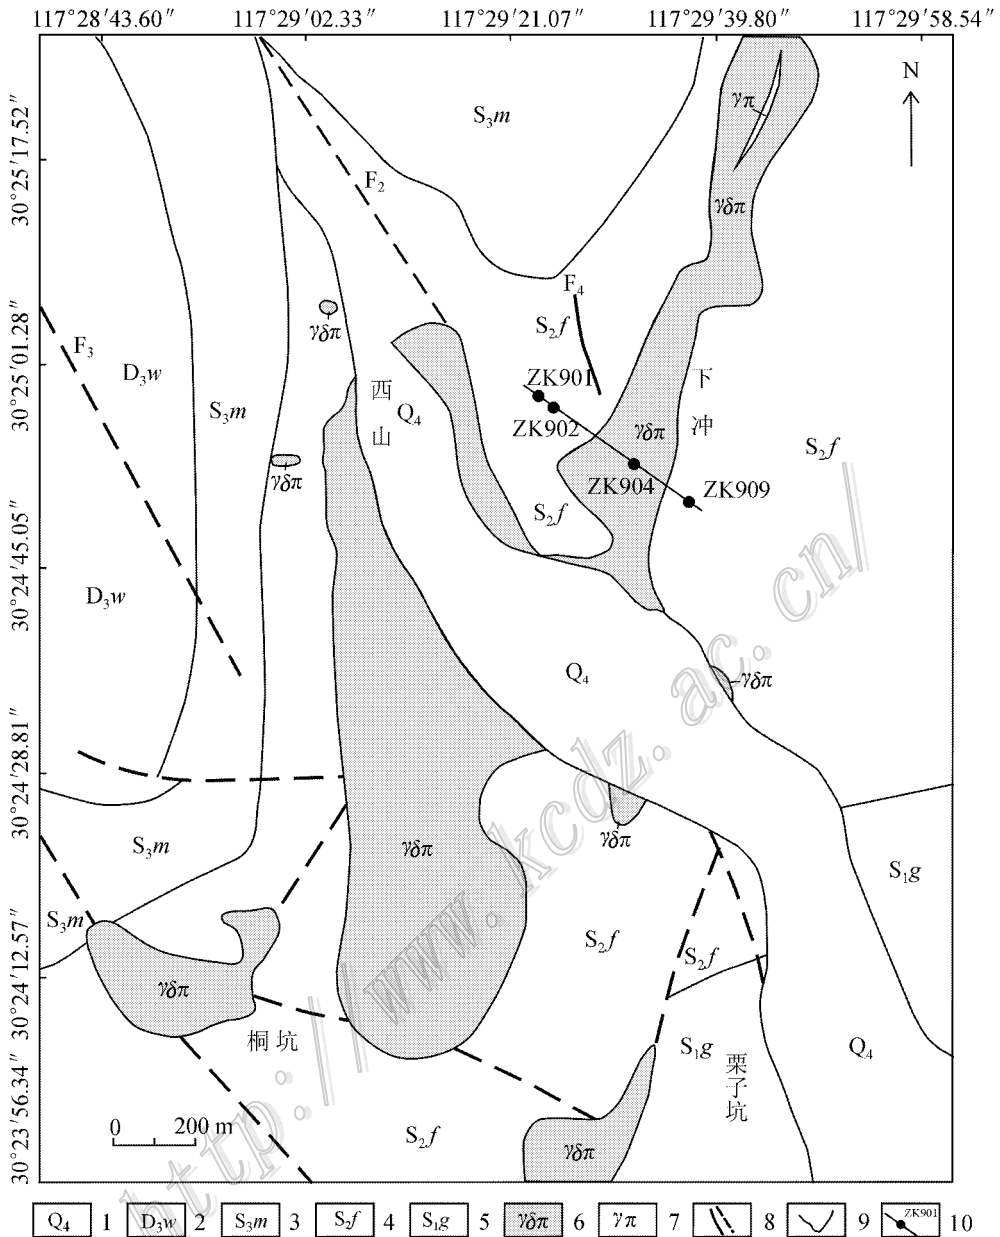 117°28′43.60″ 117°29′02.33″ 117°29′21.07″ 117°29′39.80″ 117°29′58.54″
30°25′17.52″
30°25′01.28″
30°24′45.05″
30°24′28.81″
30°24′12.57″
30°23′56.34″
N
S₃m
γπ
F₂
γδπ
F₄
γδπ
S₂f
F₃
D₃w
ZK901
下冲
西山
Q₄
S₃m
ZK902
γδπ
S₂f
γδπ
ZK904
ZK909
S₂f
D₃w
Q₄
γδπ
γδπ
γδπ
S₃m
S₁g
S₃m
S₂f
S₂f
γδπ
桐坑
S₁g
Q₄
栗子坑
0 200 m
S₂f
γδπ
http://www.kcdz.ac.cn/
Q₄ 1 D₃w 2 S₃m 3 S₂f 4 S₁g 5 γδπ 6 γπ 7 8 9 ZK901 10